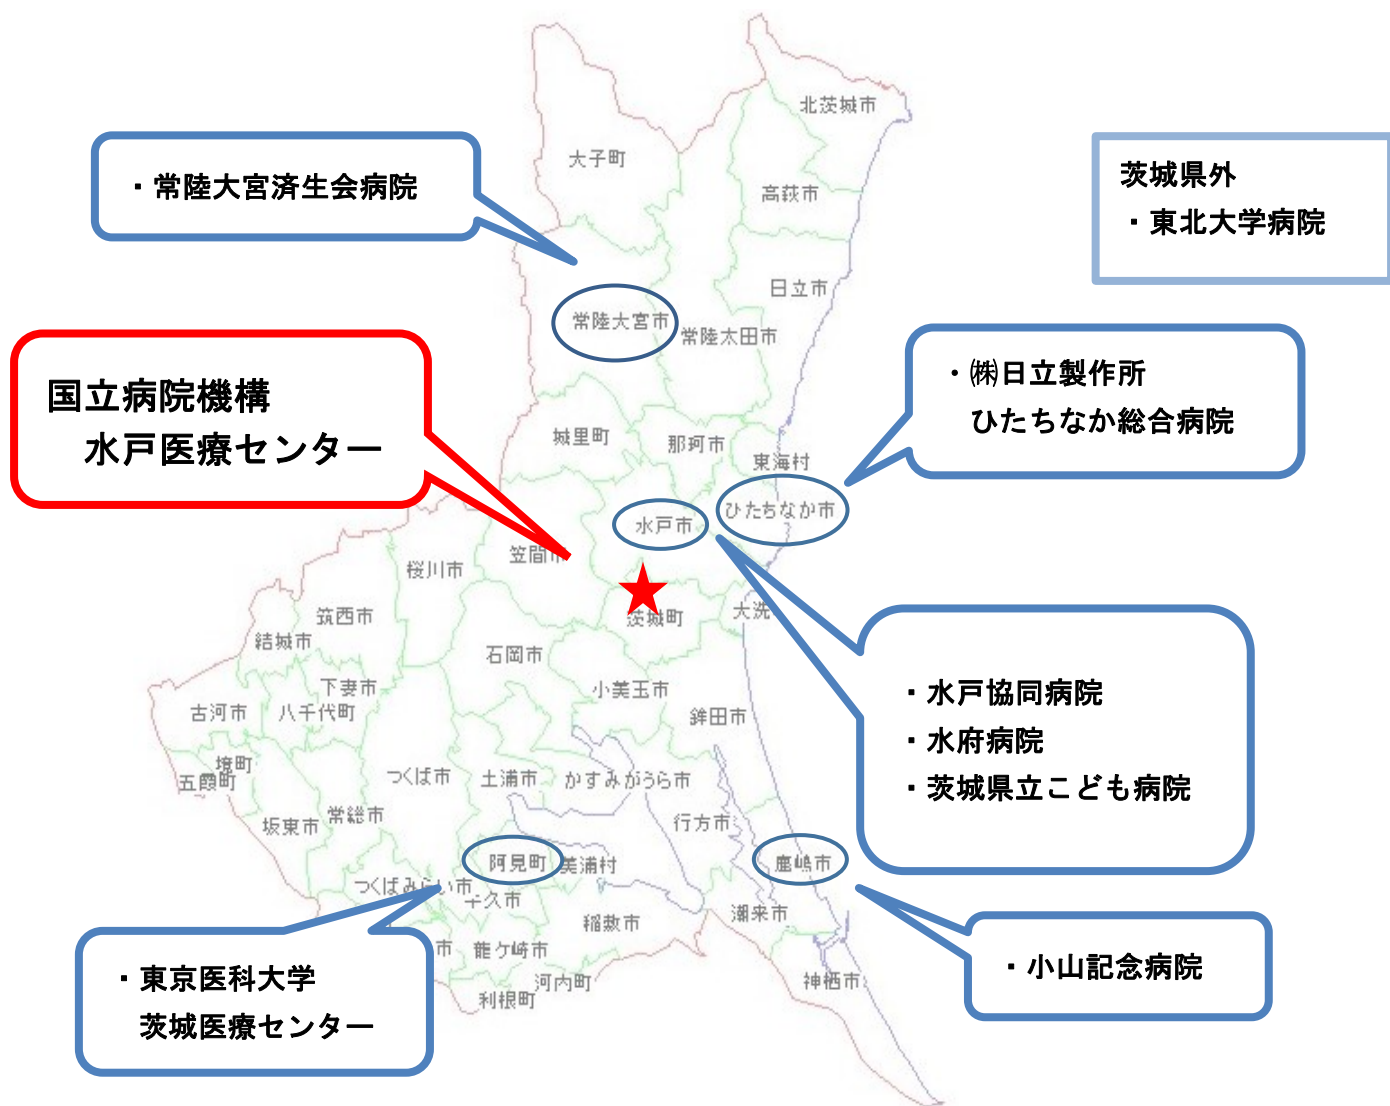 北茨城市
大子町
・常陸大宮済生会病院
茨城県外
・東北大学病院
高萩市
日立市
常陸大宮市
常陸太田市
国立病院機構
水戸医療センター
・㈱日立製作所
ひたちなか総合病院
城里町
那珂市
東海村
ひたちなか市
水戸市
笠間市
桜川市
筑西市
茨城町
大洗
結城市
石岡市
下妻市
小美玉市
古河市
八千代町
鉾田市
・水戸協同病院
・水府病院
・茨城県立こども病院
境町
五霞町
つくば市
土浦市
かすみがうら市
坂東市
常総市
行方市
阿見町
美浦村
鹿嶋市
つくばみらい市
牛久市
稲敷市
潮来市
市
龍ケ崎市
河内町
利根町
神栖市
・小山記念病院
・東京医科大学
茨城医療センター